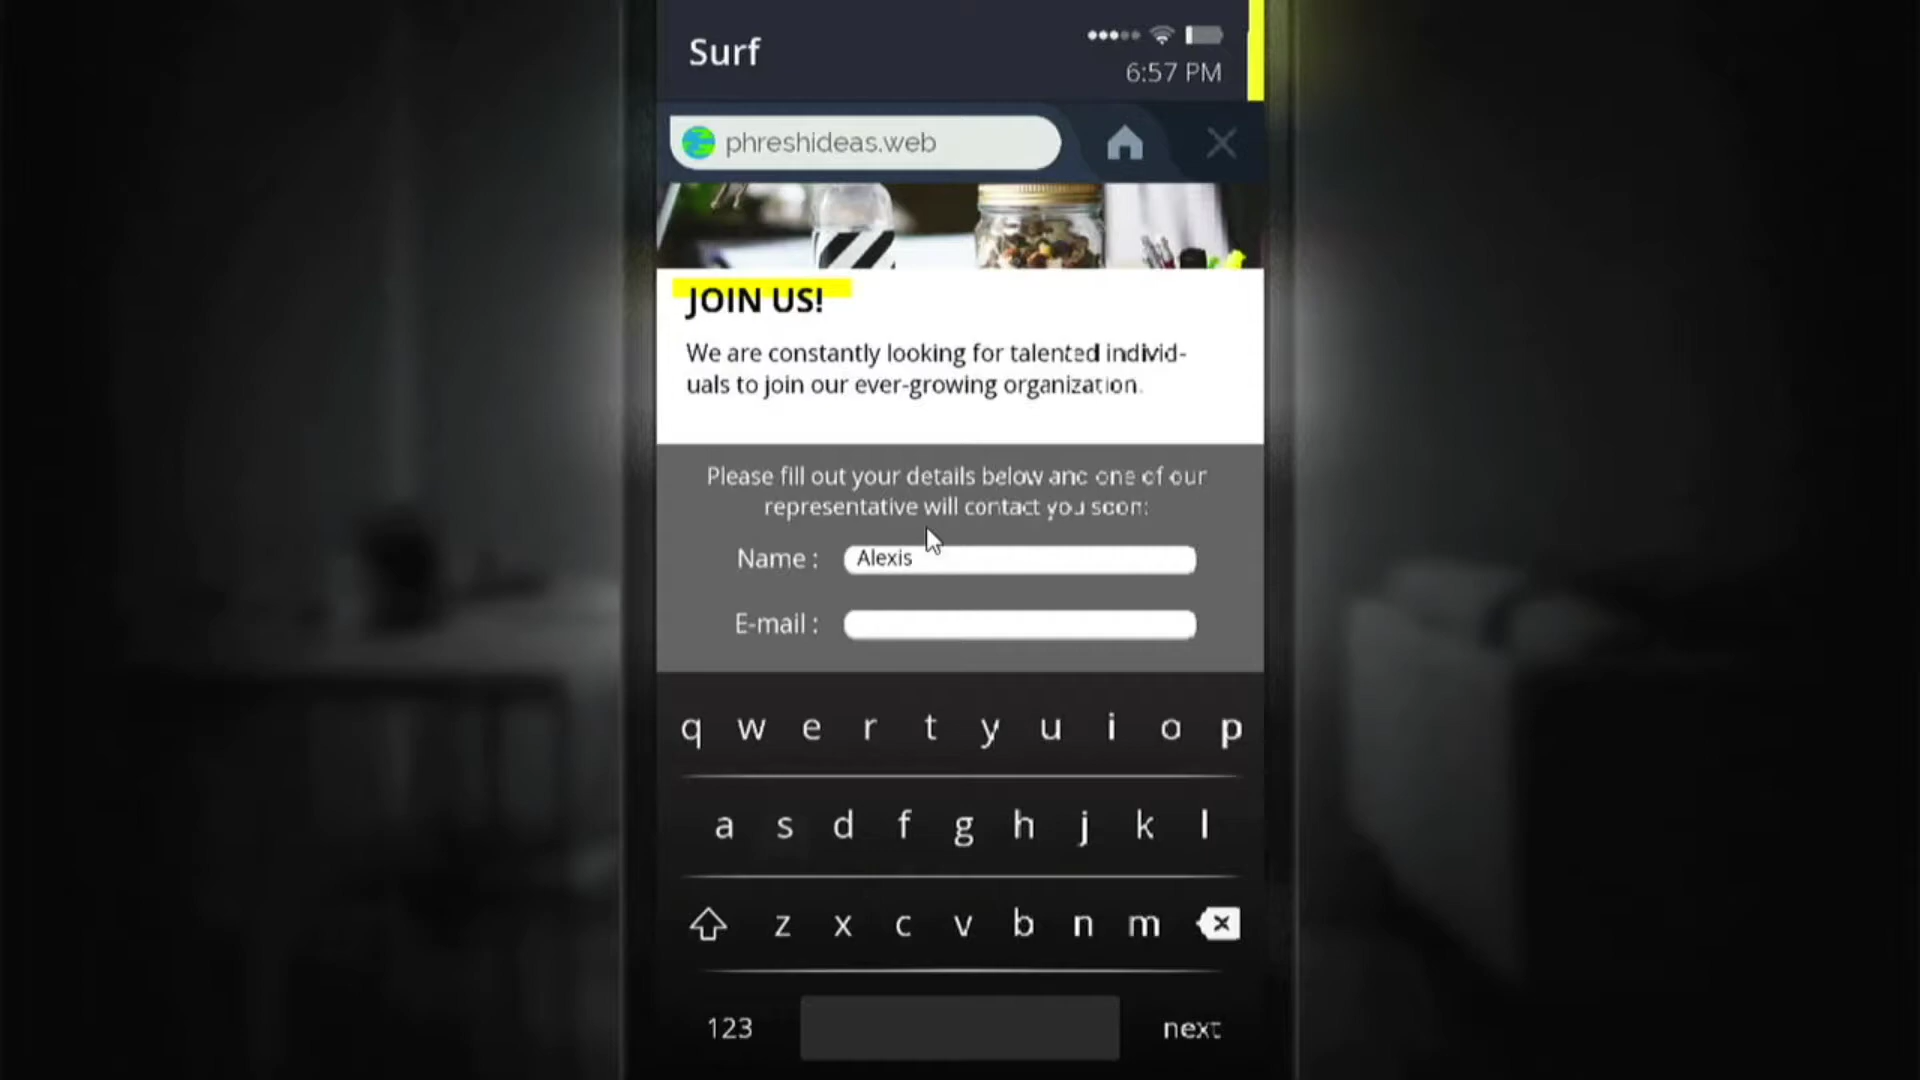 Surf
6:57 PM
phreshideas.web
JOIN US!
We are constantly looking for talented individ-
uals to join our ever-growing organization.
Please fill out your details below and one of our
representative will contact you soon:
Name : Alexis
E-mail :
q w e r t y u i o p
a s d f g h j k l
z x c v b n m
123 next